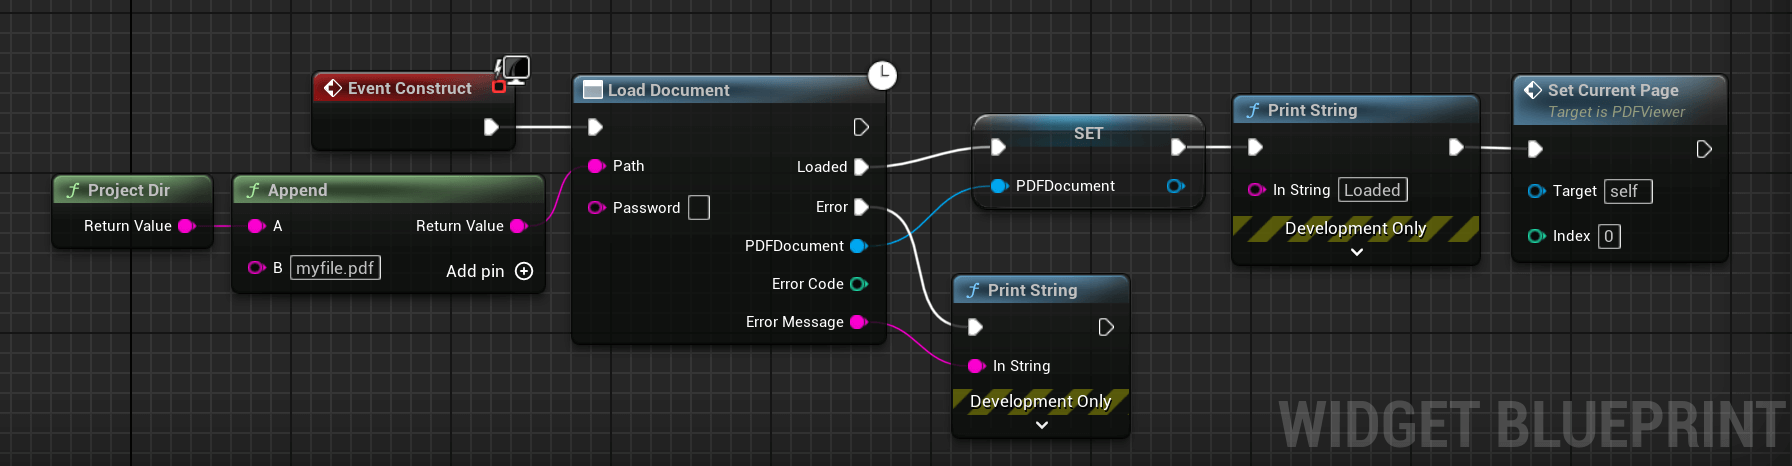 Event Construct
Project Dir
Return Value
f Append
A
Return Value
B myfile.pdf
Add pin
Load Document
Path
Loaded
Password
Error
PDFDocument
Error Code
Error Message
SET
PDFDocument
f Print String
In String
Development Only
f Print String
In String Loaded
Development Only
Set Current Page
Target is PDFViewer
Target self
Index 0
WIDGET BLUEPRINT